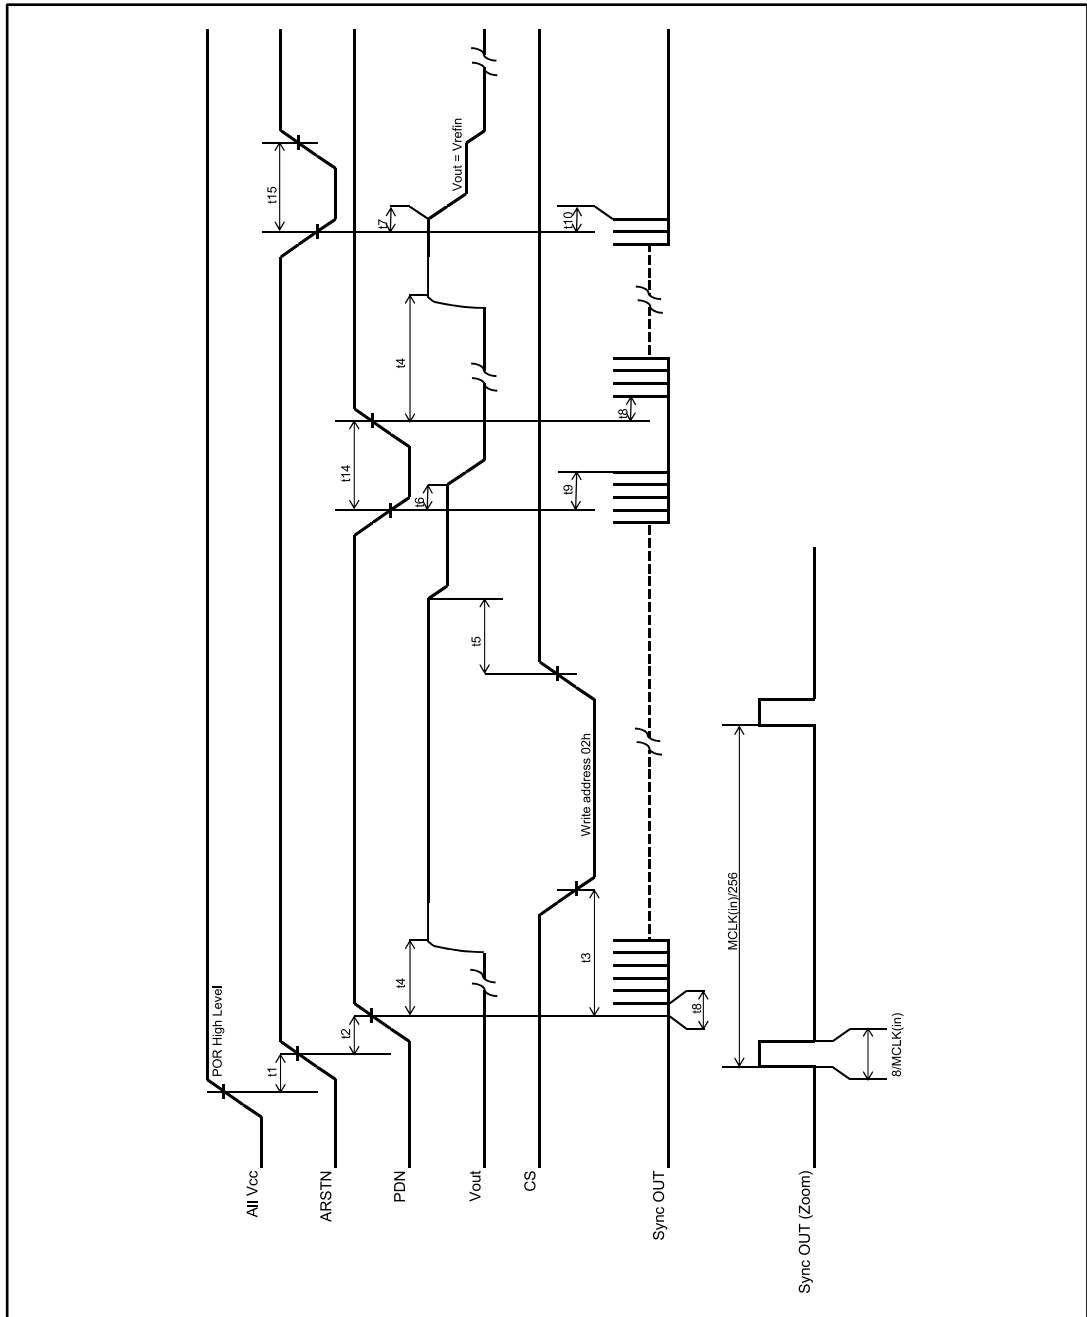 All Vcc
POR High Level
t1
ARSTN
t15
PDN
t2
t14
Vout
t4
t6
t4
t7
Vout = Vrefin
CS
t3
Write address 02h
t5
t9
t10
Sync OUT
t8
t8
Sync OUT (Zoom)
MCLK(in)/256
8/MCLK(in)